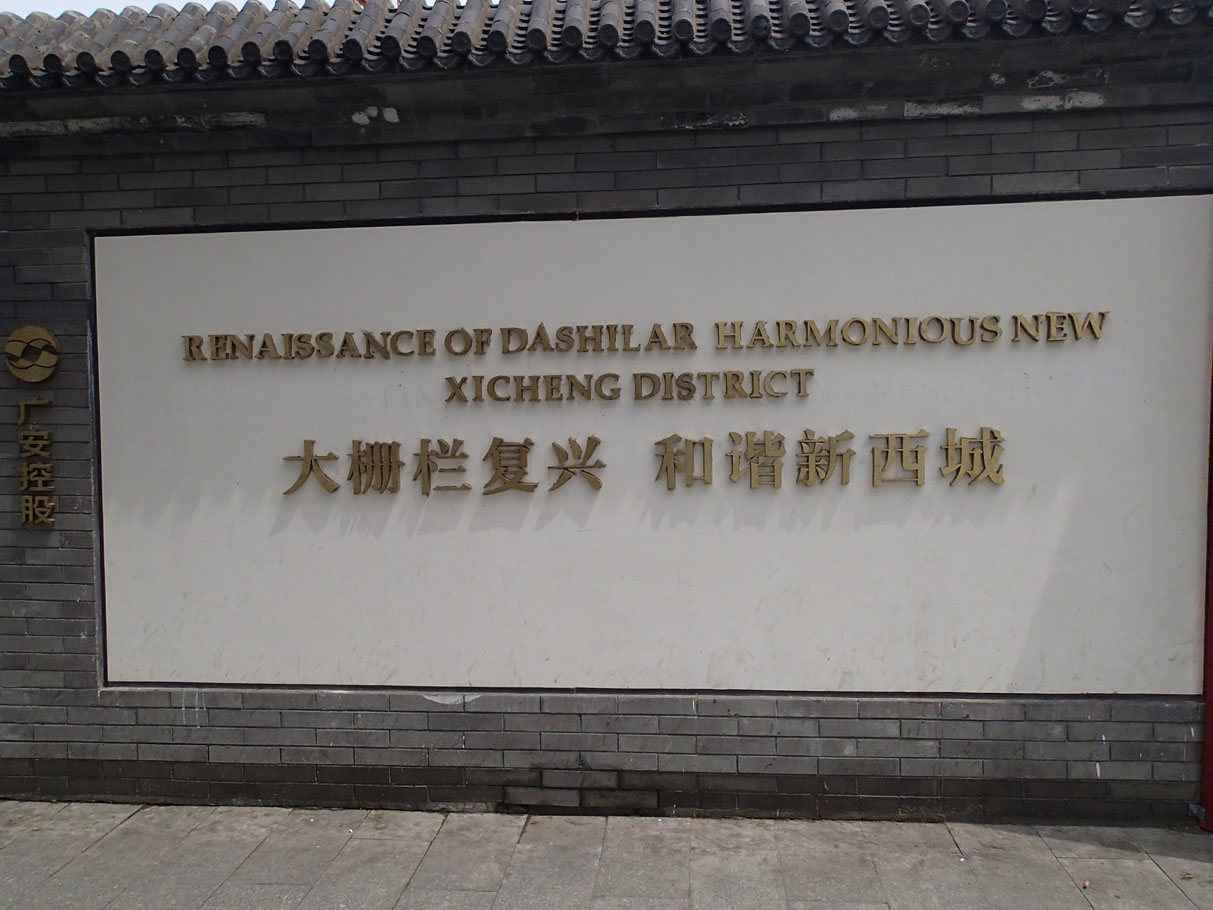 RENAISSANCE OF DASHILAR HARMONIOUS NEW
XICHENG DISTRICT
大栅栏复兴 和谐新西城
广安控股